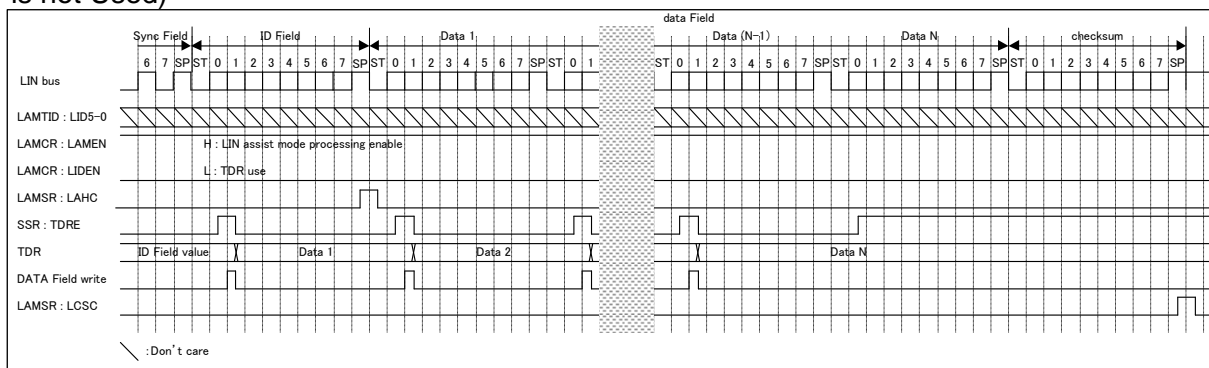 is not Used)
data Field
Sync Field ID Field Data 1 Data (N-1) Data N checksum
6 7 SP ST 0 1 2 3 4 5 6 7 SP ST 0 1 2 3 4 5 6 7 SP ST 0 1 ST 0 1 2 3 4 5 6 7 SP ST 0 1 2 3 4 5 6 7 SP ST 0 1 2 3 4 5 6 7 SP
LIN bus
LAMTID : LID5-0
LAMCR : LAMEN H : LIN assist mode processing enable
LAMCR : LIDEN L : TDR use
LAMSR : LAHC
SSR : TDRE
TDR ID Field value Data 1 Data 2 Data N
DATA Field write
LAMSR : LCSC
:Don't care